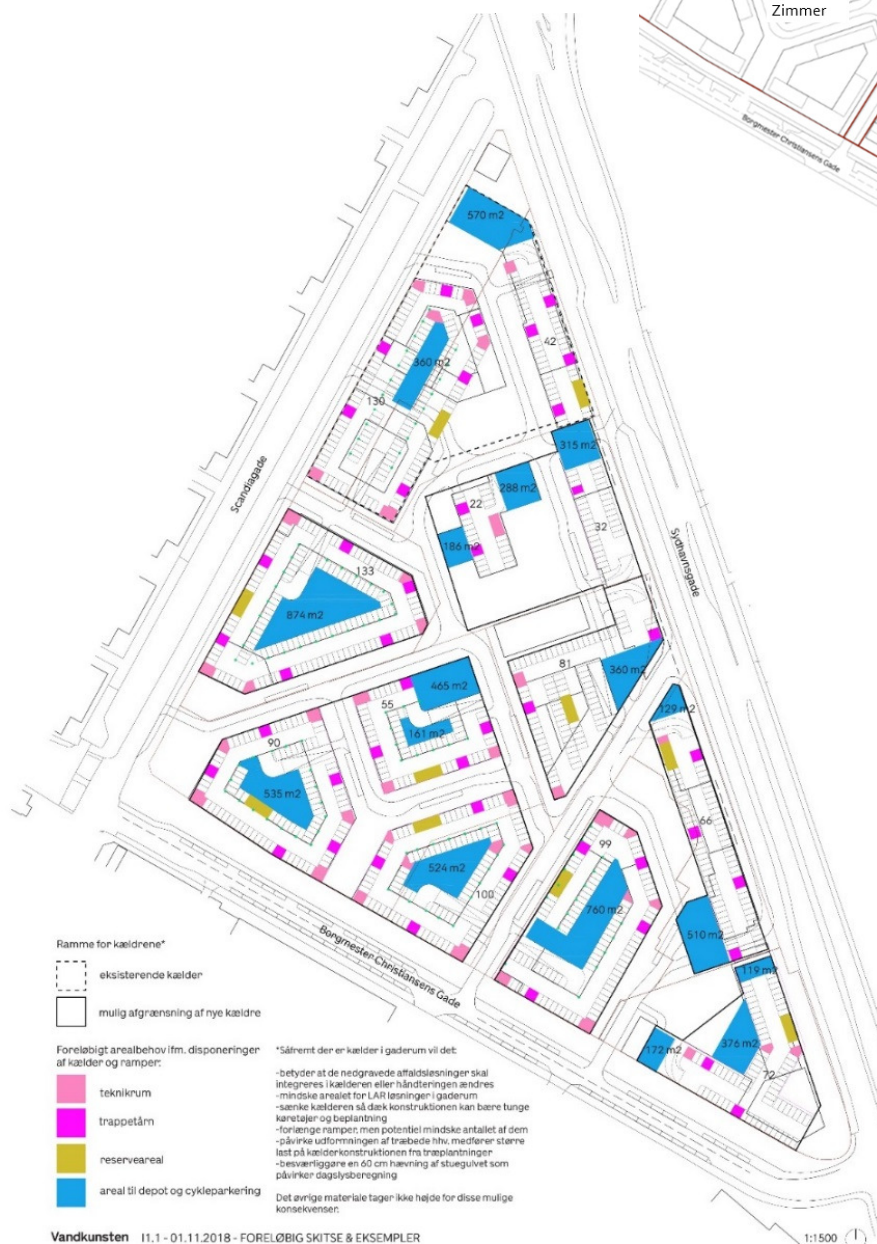 Zimmer
Borgmester Christiansens Gade
570 m2
42
360 m2
130
315 m2
288 m2
22
32
186 m2
Scandiagade
Sydhavnsgade
133
874 m2
81
360 m2
465 m2
55
161 m2
129 m2
90
535 m2
66
99
524 m2
100
760 m2
510 m2
119 m2
Borgmester Christiansens Gade
376 m2
172 m2
72
Ramme for kældrene*
eksisterende kælder
mulig afgrænsning af nye kældre
Foreløbigt arealbehov ifm. disponeringer
af kælder og ramper:
teknikrum
trappetårn
reserveareal
areal til depot og cykleparkering
*Såfremt der er kælder i gaderum vil det:
-betyder at de nedgravede affaldsløsninger skal
integreres i kælderen eller håndteringen ændres
-mindske arealet for LAR løsninger i gaderum
-sænke kælderen så dæk konstruktionen kan bære tunge
køretøjer og beplantning
-forlænge ramper, men potentiel mindske antallet af dem
-påvirke udformningen af træbede hhv. medfører større
last på kælderkonstruktionen fra træplantninger
-besværliggøre en 60 cm hævning af stuegulvet som
påvirker dagslysberegning
Det øvrige materiale tager ikke højde for disse mulige
konsekvenser.
Vandkunsten I1.1 - 01.11.2018 - FORELØBIG SKITSE & EKSEMPLER
1:1500